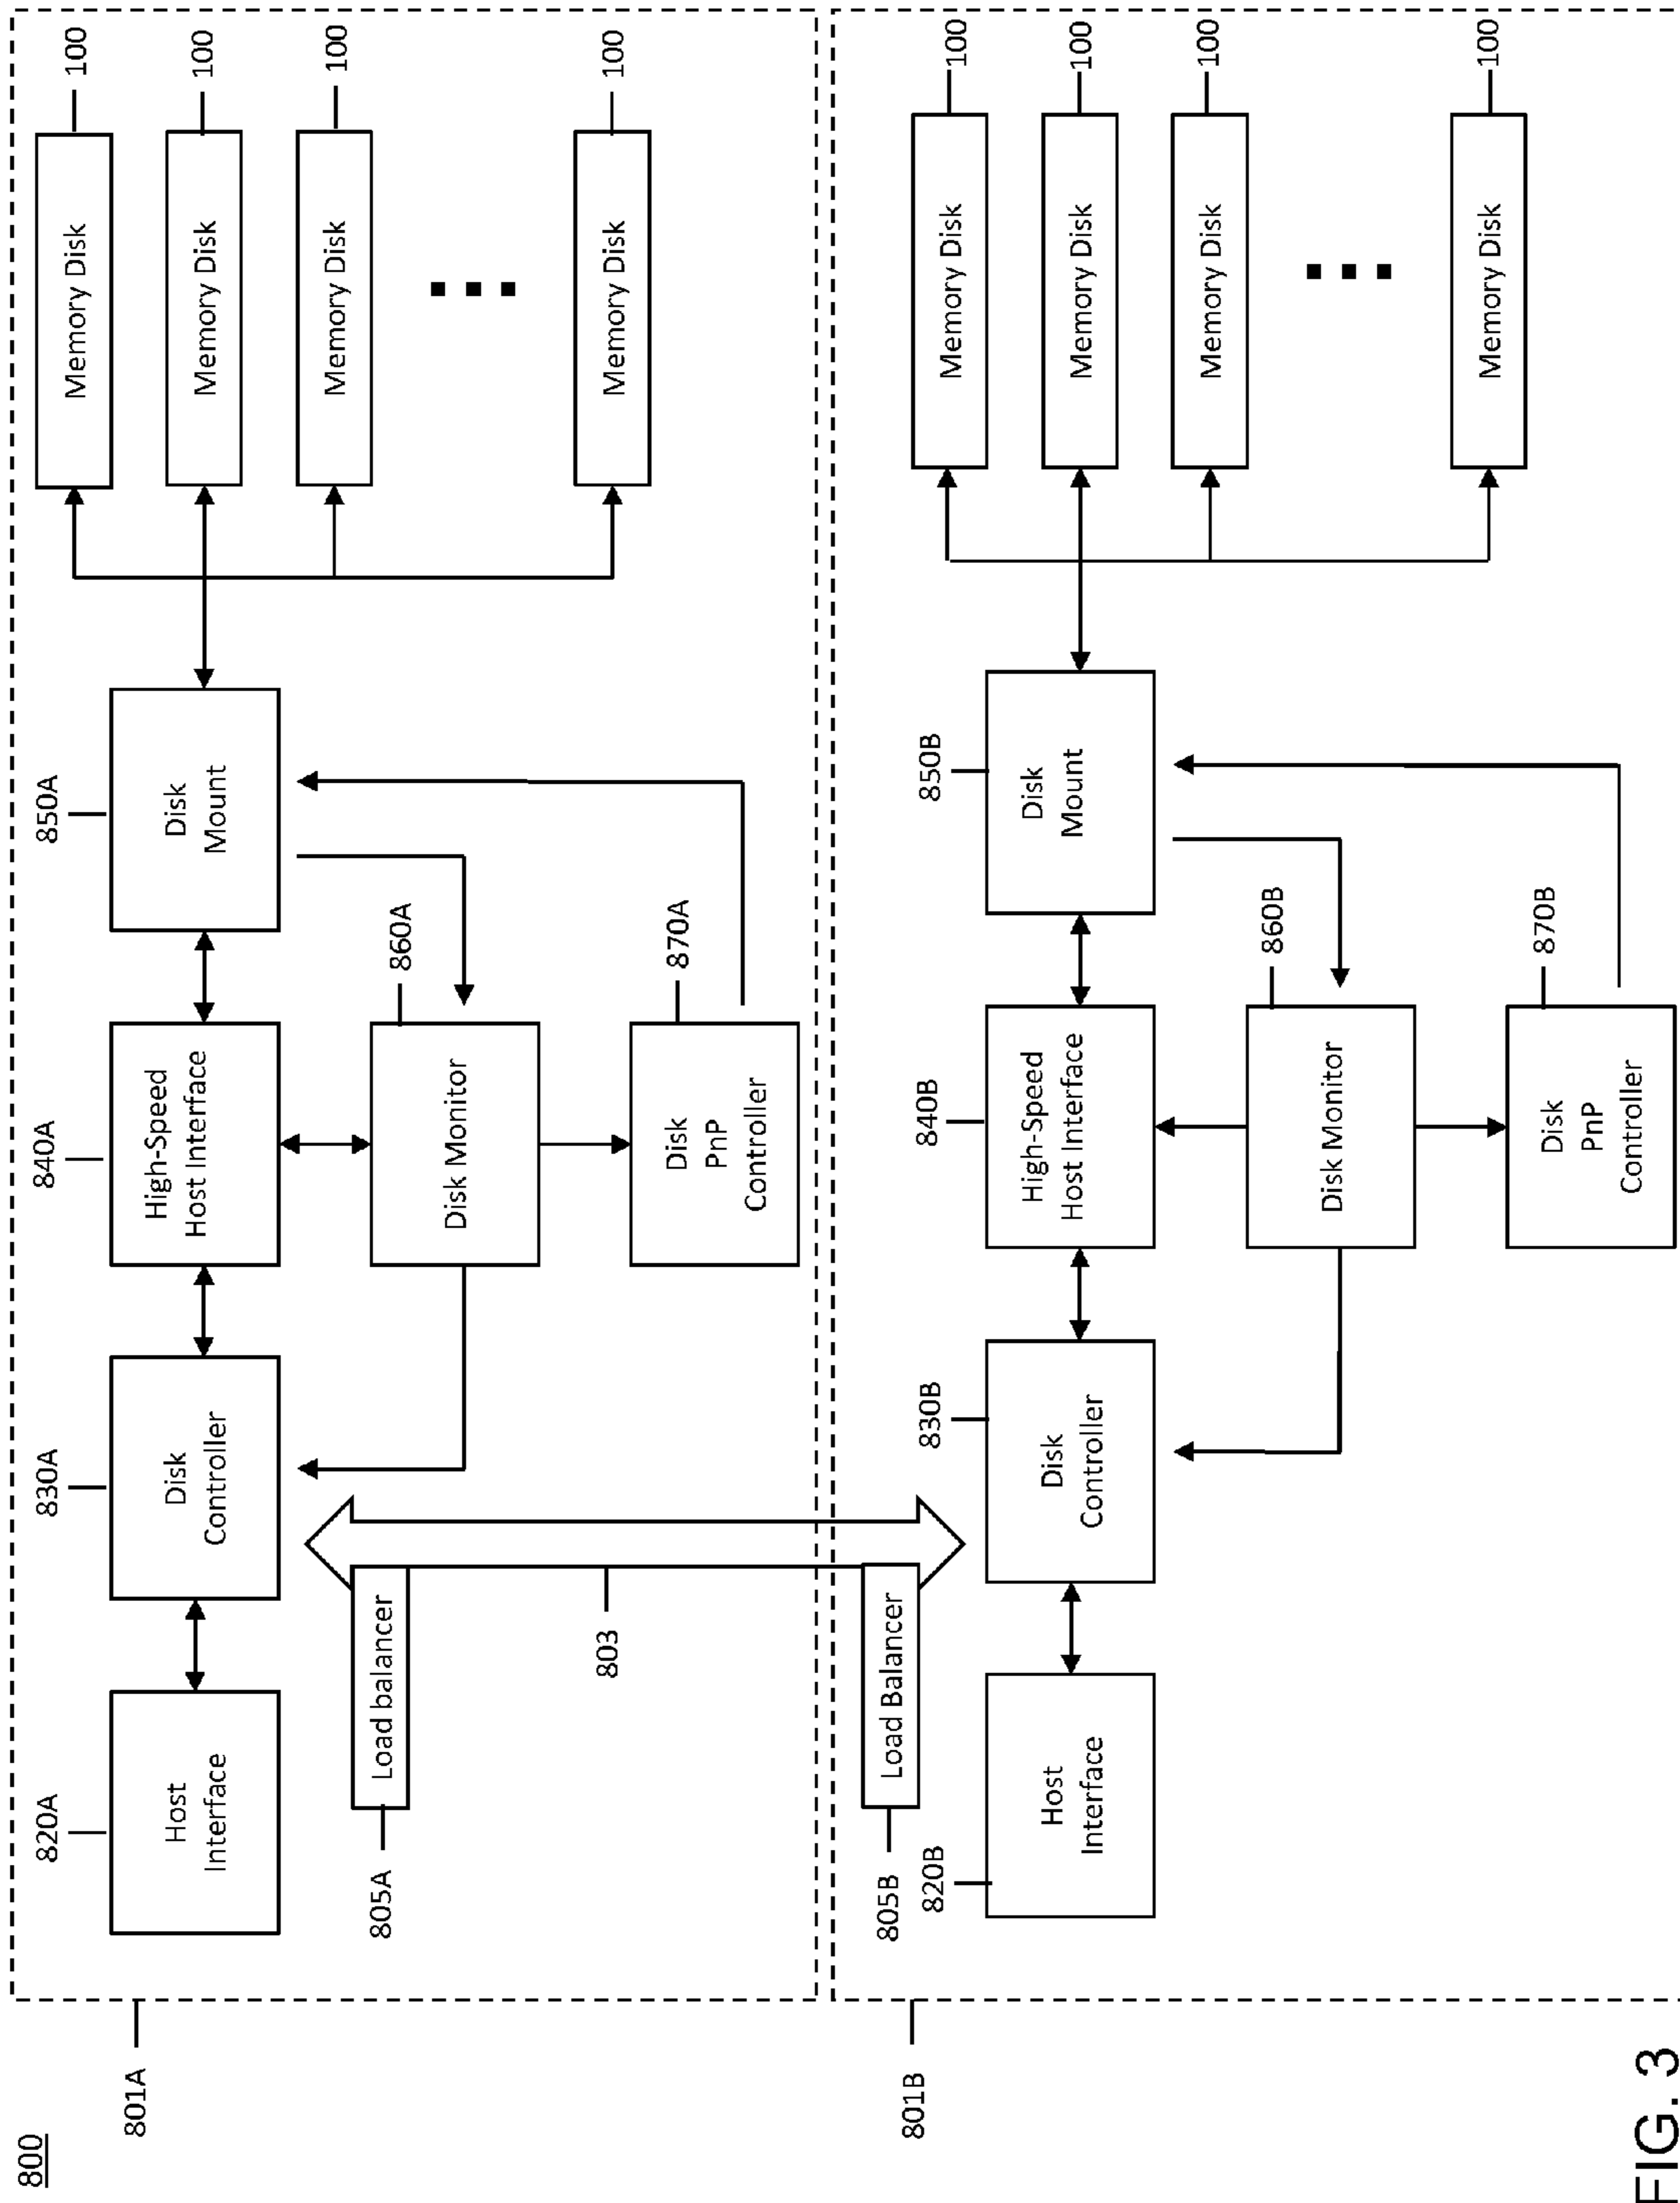 800
801A
820A
Host
Interface
830A
Disk
Controller
840A
High-Speed
Host Interface
850A
Disk
Mount
Memory Disk
100
Memory Disk
100
Memory Disk
100
Memory Disk
100
805A
Load balancer
860A
Disk Monitor
870A
Disk
PnP
Controller
803
801B
805B
Load Balancer
820B
Host
Interface
830B
Disk
Controller
840B
High-Speed
Host Interface
850B
Disk
Mount
Memory Disk
100
Memory Disk
100
Memory Disk
100
Memory Disk
100
860B
Disk Monitor
870B
Disk
PnP
Controller
FIG. 3